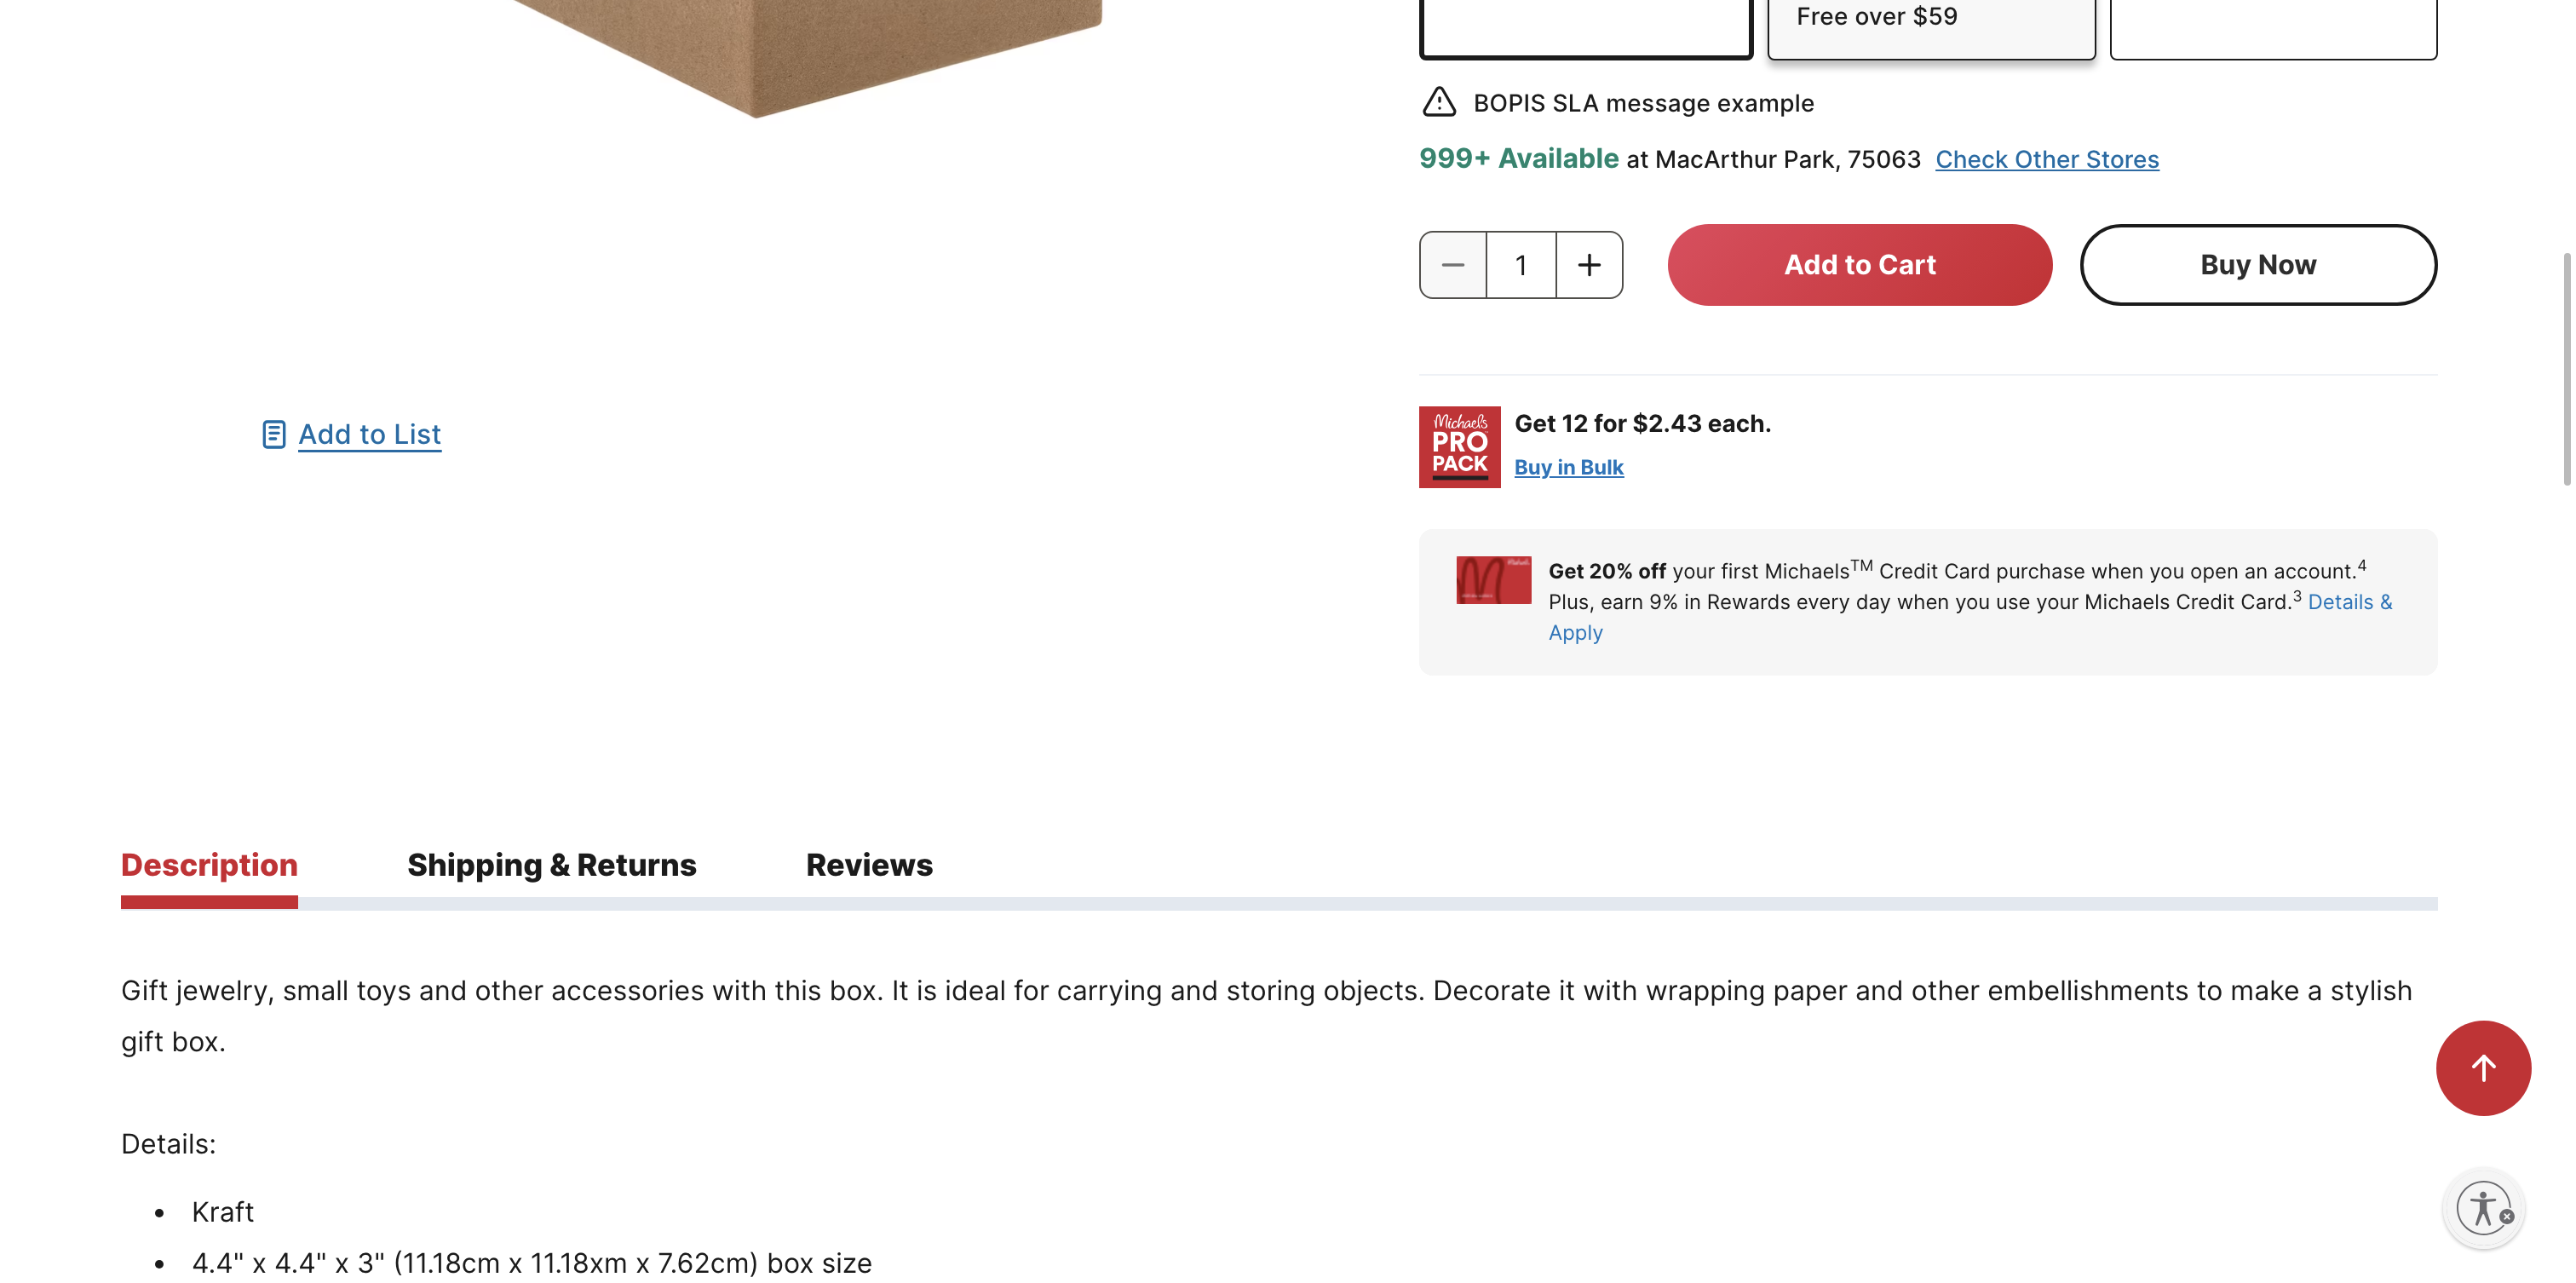 Free over $59
BOPIS SLA message example
999+ Available at MacArthur Park, 75063 Check Other Stores
1
Add to Cart
Buy Now
Add to List
Michaels
PRO
PACK
Get 12 for $2.43 each.
Buy in Bulk
Get 20% off your first Michaels™ Credit Card purchase when you open an account.⁴
Plus, earn 9% in Rewards every day when you use your Michaels Credit Card.³ Details &
Apply
Description
Shipping & Returns
Reviews
Gift jewelry, small toys and other accessories with this box. It is ideal for carrying and storing objects. Decorate it with wrapping paper and other embellishments to make a stylish
gift box.
Details:
• Kraft
• 4.4" x 4.4" x 3" (11.18cm x 11.18xm x 7.62cm) box size